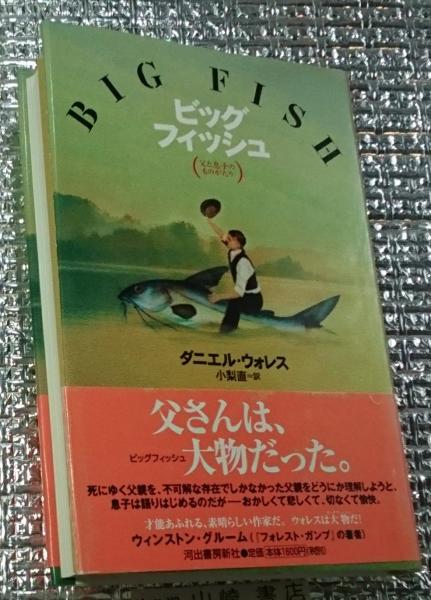 BIG FISH
ビッグ
フィッシュ
(父と息子の
ものがたり)
ダニエル・ウォレス
小梨直=訳
父さんは、
ビッグフィッシュ
大物だった。
死にゆく父親を、不可解な存在でしかなかった父親をどうにか理解しようと、
息子は語りはじめるのだが──おかしくて悲しくて、切なくて愉快。
才能あふれる、素晴らしい作家だ。ウォレスは大物だ!
ウィンストン・グルーム(『フォレスト・ガンプ』の著者)
河出書房新社●定価:本体1600円(税別)
山崎書店